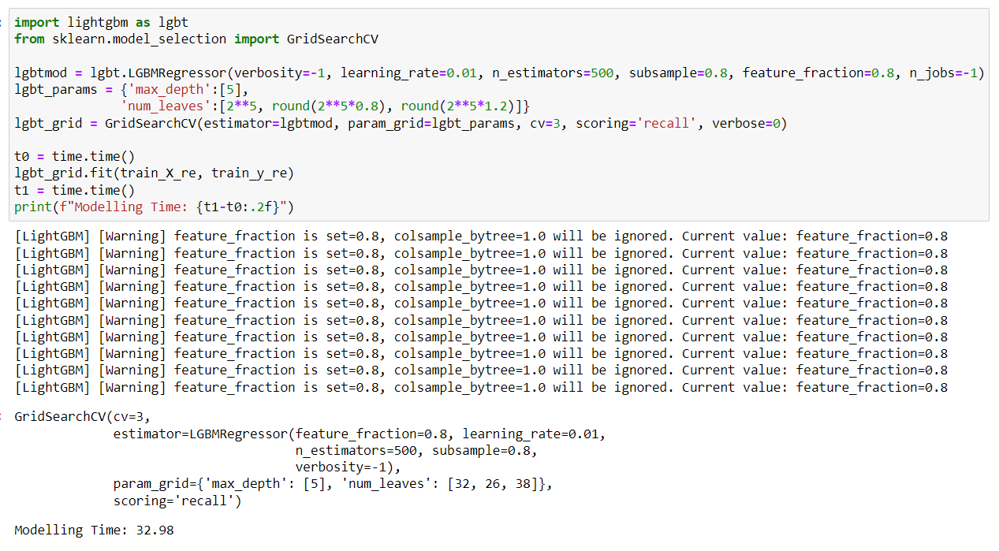 import lightgbm as lgbt
from sklearn.model_selection import GridSearchCV

lgbtmod = lgbt.LGBMRegressor(verbosity=-1, learning_rate=0.01, n_estimators=500, subsample=0.8, feature_fraction=0.8, n_jobs=-1)
lgbt_params = {'max_depth':[5],
               'num_leaves':[2**5, round(2**5*0.8), round(2**5*1.2)]}
lgbt_grid = GridSearchCV(estimator=lgbtmod, param_grid=lgbt_params, cv=3, scoring='recall', verbose=0)

t0 = time.time()
lgbt_grid.fit(train_X_re, train_y_re)
t1 = time.time()
print(f"Modelling Time: {t1-t0:.2f}")
[LightGBM] [Warning] feature_fraction is set=0.8, colsample_bytree=1.0 will be ignored. Current value: feature_fraction=0.8
[LightGBM] [Warning] feature_fraction is set=0.8, colsample_bytree=1.0 will be ignored. Current value: feature_fraction=0.8
[LightGBM] [Warning] feature_fraction is set=0.8, colsample_bytree=1.0 will be ignored. Current value: feature_fraction=0.8
[LightGBM] [Warning] feature_fraction is set=0.8, colsample_bytree=1.0 will be ignored. Current value: feature_fraction=0.8
[LightGBM] [Warning] feature_fraction is set=0.8, colsample_bytree=1.0 will be ignored. Current value: feature_fraction=0.8
[LightGBM] [Warning] feature_fraction is set=0.8, colsample_bytree=1.0 will be ignored. Current value: feature_fraction=0.8
[LightGBM] [Warning] feature_fraction is set=0.8, colsample_bytree=1.0 will be ignored. Current value: feature_fraction=0.8
[LightGBM] [Warning] feature_fraction is set=0.8, colsample_bytree=1.0 will be ignored. Current value: feature_fraction=0.8
[LightGBM] [Warning] feature_fraction is set=0.8, colsample_bytree=1.0 will be ignored. Current value: feature_fraction=0.8
[LightGBM] [Warning] feature_fraction is set=0.8, colsample_bytree=1.0 will be ignored. Current value: feature_fraction=0.8
GridSearchCV(cv=3,
             estimator=LGBMRegressor(feature_fraction=0.8, learning_rate=0.01,
                                     n_estimators=500, subsample=0.8,
                                     verbosity=-1),
             param_grid={'max_depth': [5], 'num_leaves': [32, 26, 38]},
             scoring='recall')
Modelling Time: 32.98